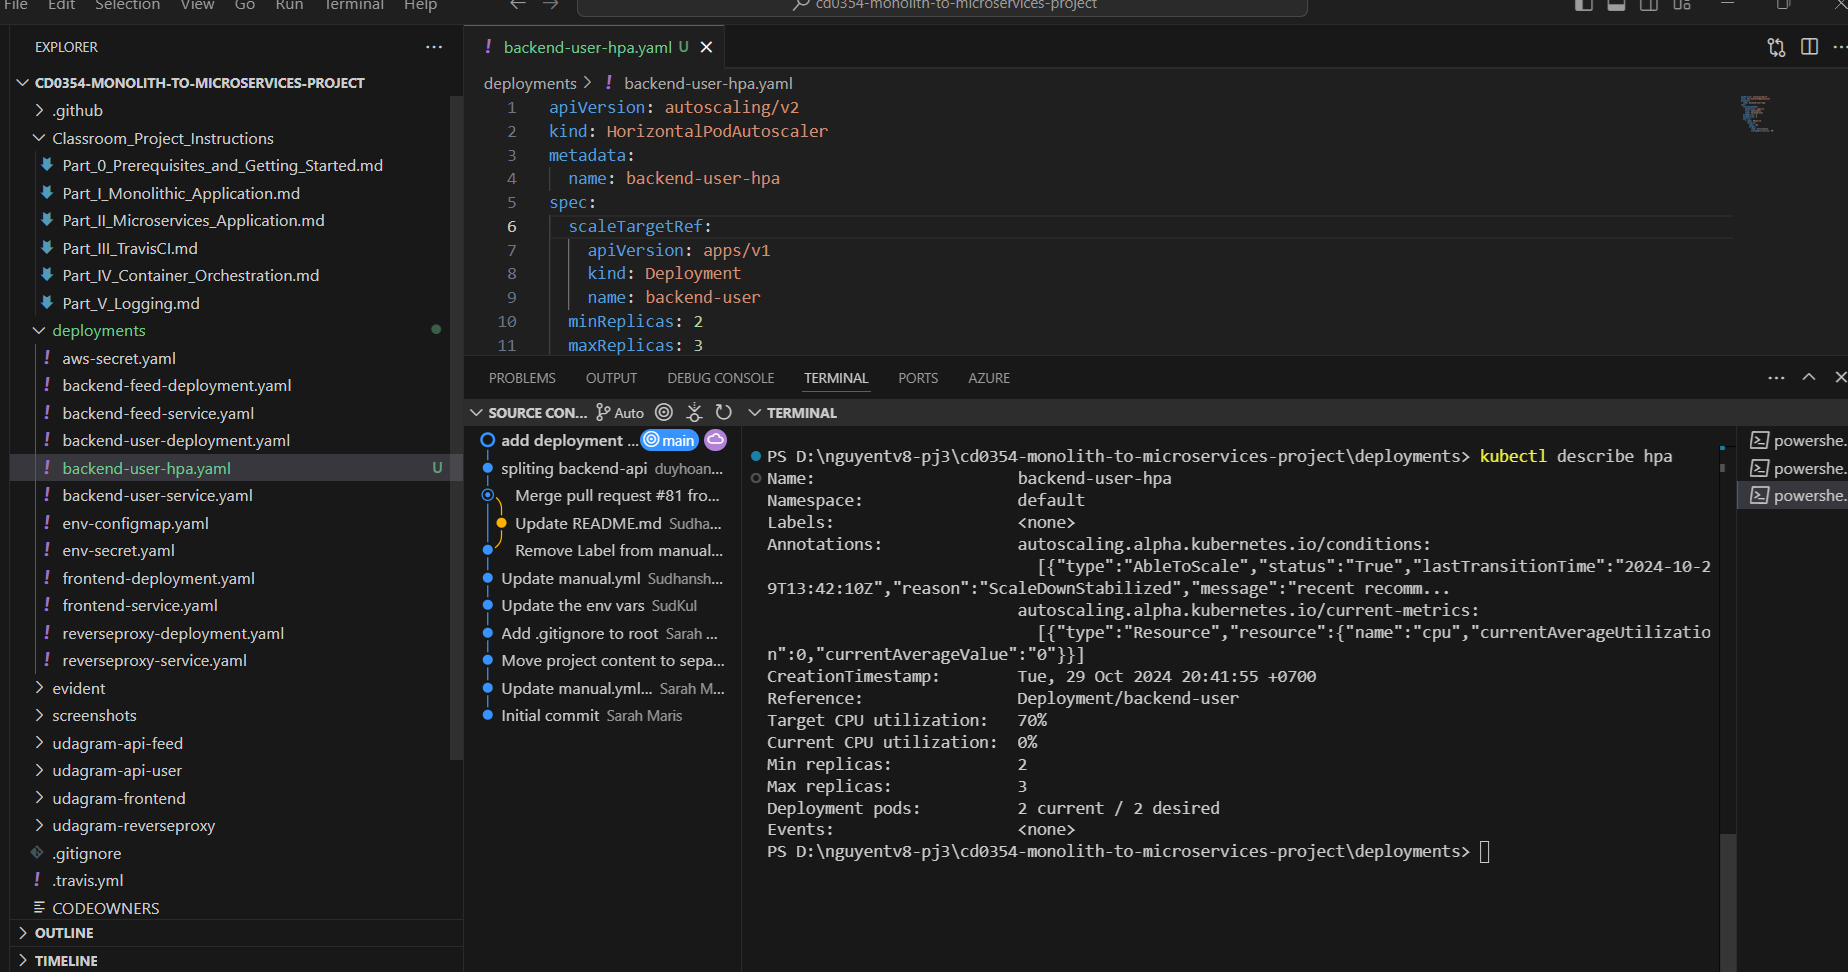 File Edit Selection View Go Run Terminal Help
cd0354-monolith-to-microservices-project
EXPLORER
CD0354-MONOLITH-TO-MICROSERVICES-PROJECT
.github
Classroom_Project_Instructions
Part_0_Prerequisites_and_Getting_Started.md
Part_I_Monolithic_Application.md
Part_II_Microservices_Application.md
Part_III_TravisCI.md
Part_IV_Container_Orchestration.md
Part_V_Logging.md
deployments
! aws-secret.yaml
! backend-feed-deployment.yaml
! backend-feed-service.yaml
! backend-user-deployment.yaml
! backend-user-hpa.yaml U
! backend-user-service.yaml
! env-configmap.yaml
! env-secret.yaml
! frontend-deployment.yaml
! frontend-service.yaml
! reverseproxy-deployment.yaml
! reverseproxy-service.yaml
evident
screenshots
udagram-api-feed
udagram-api-user
udagram-frontend
udagram-reverseproxy
.gitignore
! .travis.yml
CODEOWNERS
OUTLINE
TIMELINE
! backend-user-hpa.yaml U
deployments > ! backend-user-hpa.yaml
1 apiVersion: autoscaling/v2
2 kind: HorizontalPodAutoscaler
3 metadata:
4 name: backend-user-hpa
5 spec:
6 scaleTargetRef:
7 apiVersion: apps/v1
8 kind: Deployment
9 name: backend-user
10 minReplicas: 2
11 maxReplicas: 3
PROBLEMS OUTPUT DEBUG CONSOLE TERMINAL PORTS AZURE
SOURCE CON... Auto
add deployment ... main
spliting backend-api duyhoan...
Merge pull request #81 fro...
Update README.md Sudha...
Remove Label from manual...
Update manual.yml Sudhansh...
Update the env vars SudKul
Add .gitignore to root Sarah ...
Move project content to sepa...
Update manual.yml... Sarah M...
Initial commit Sarah Maris
TERMINAL
PS D:\nguyentv8-pj3\cd0354-monolith-to-microservices-project\deployments> kubectl describe hpa
Name: backend-user-hpa
Namespace: default
Labels: <none>
Annotations: autoscaling.alpha.kubernetes.io/conditions:
[{"type":"AbleToScale","status":"True","lastTransitionTime":"2024-10-2
9T13:42:10Z","reason":"ScaleDownStabilized","message":"recent recomm...
autoscaling.alpha.kubernetes.io/current-metrics:
[{"type":"Resource","resource":{"name":"cpu","currentAverageUtilizatio
n":0,"currentAverageValue":"0"}}]
CreationTimestamp: Tue, 29 Oct 2024 20:41:55 +0700
Reference: Deployment/backend-user
Target CPU utilization: 70%
Current CPU utilization: 0%
Min replicas: 2
Max replicas: 3
Deployment pods: 2 current / 2 desired
Events: <none>
PS D:\nguyentv8-pj3\cd0354-monolith-to-microservices-project\deployments>
powershe.
powershe.
powershe.